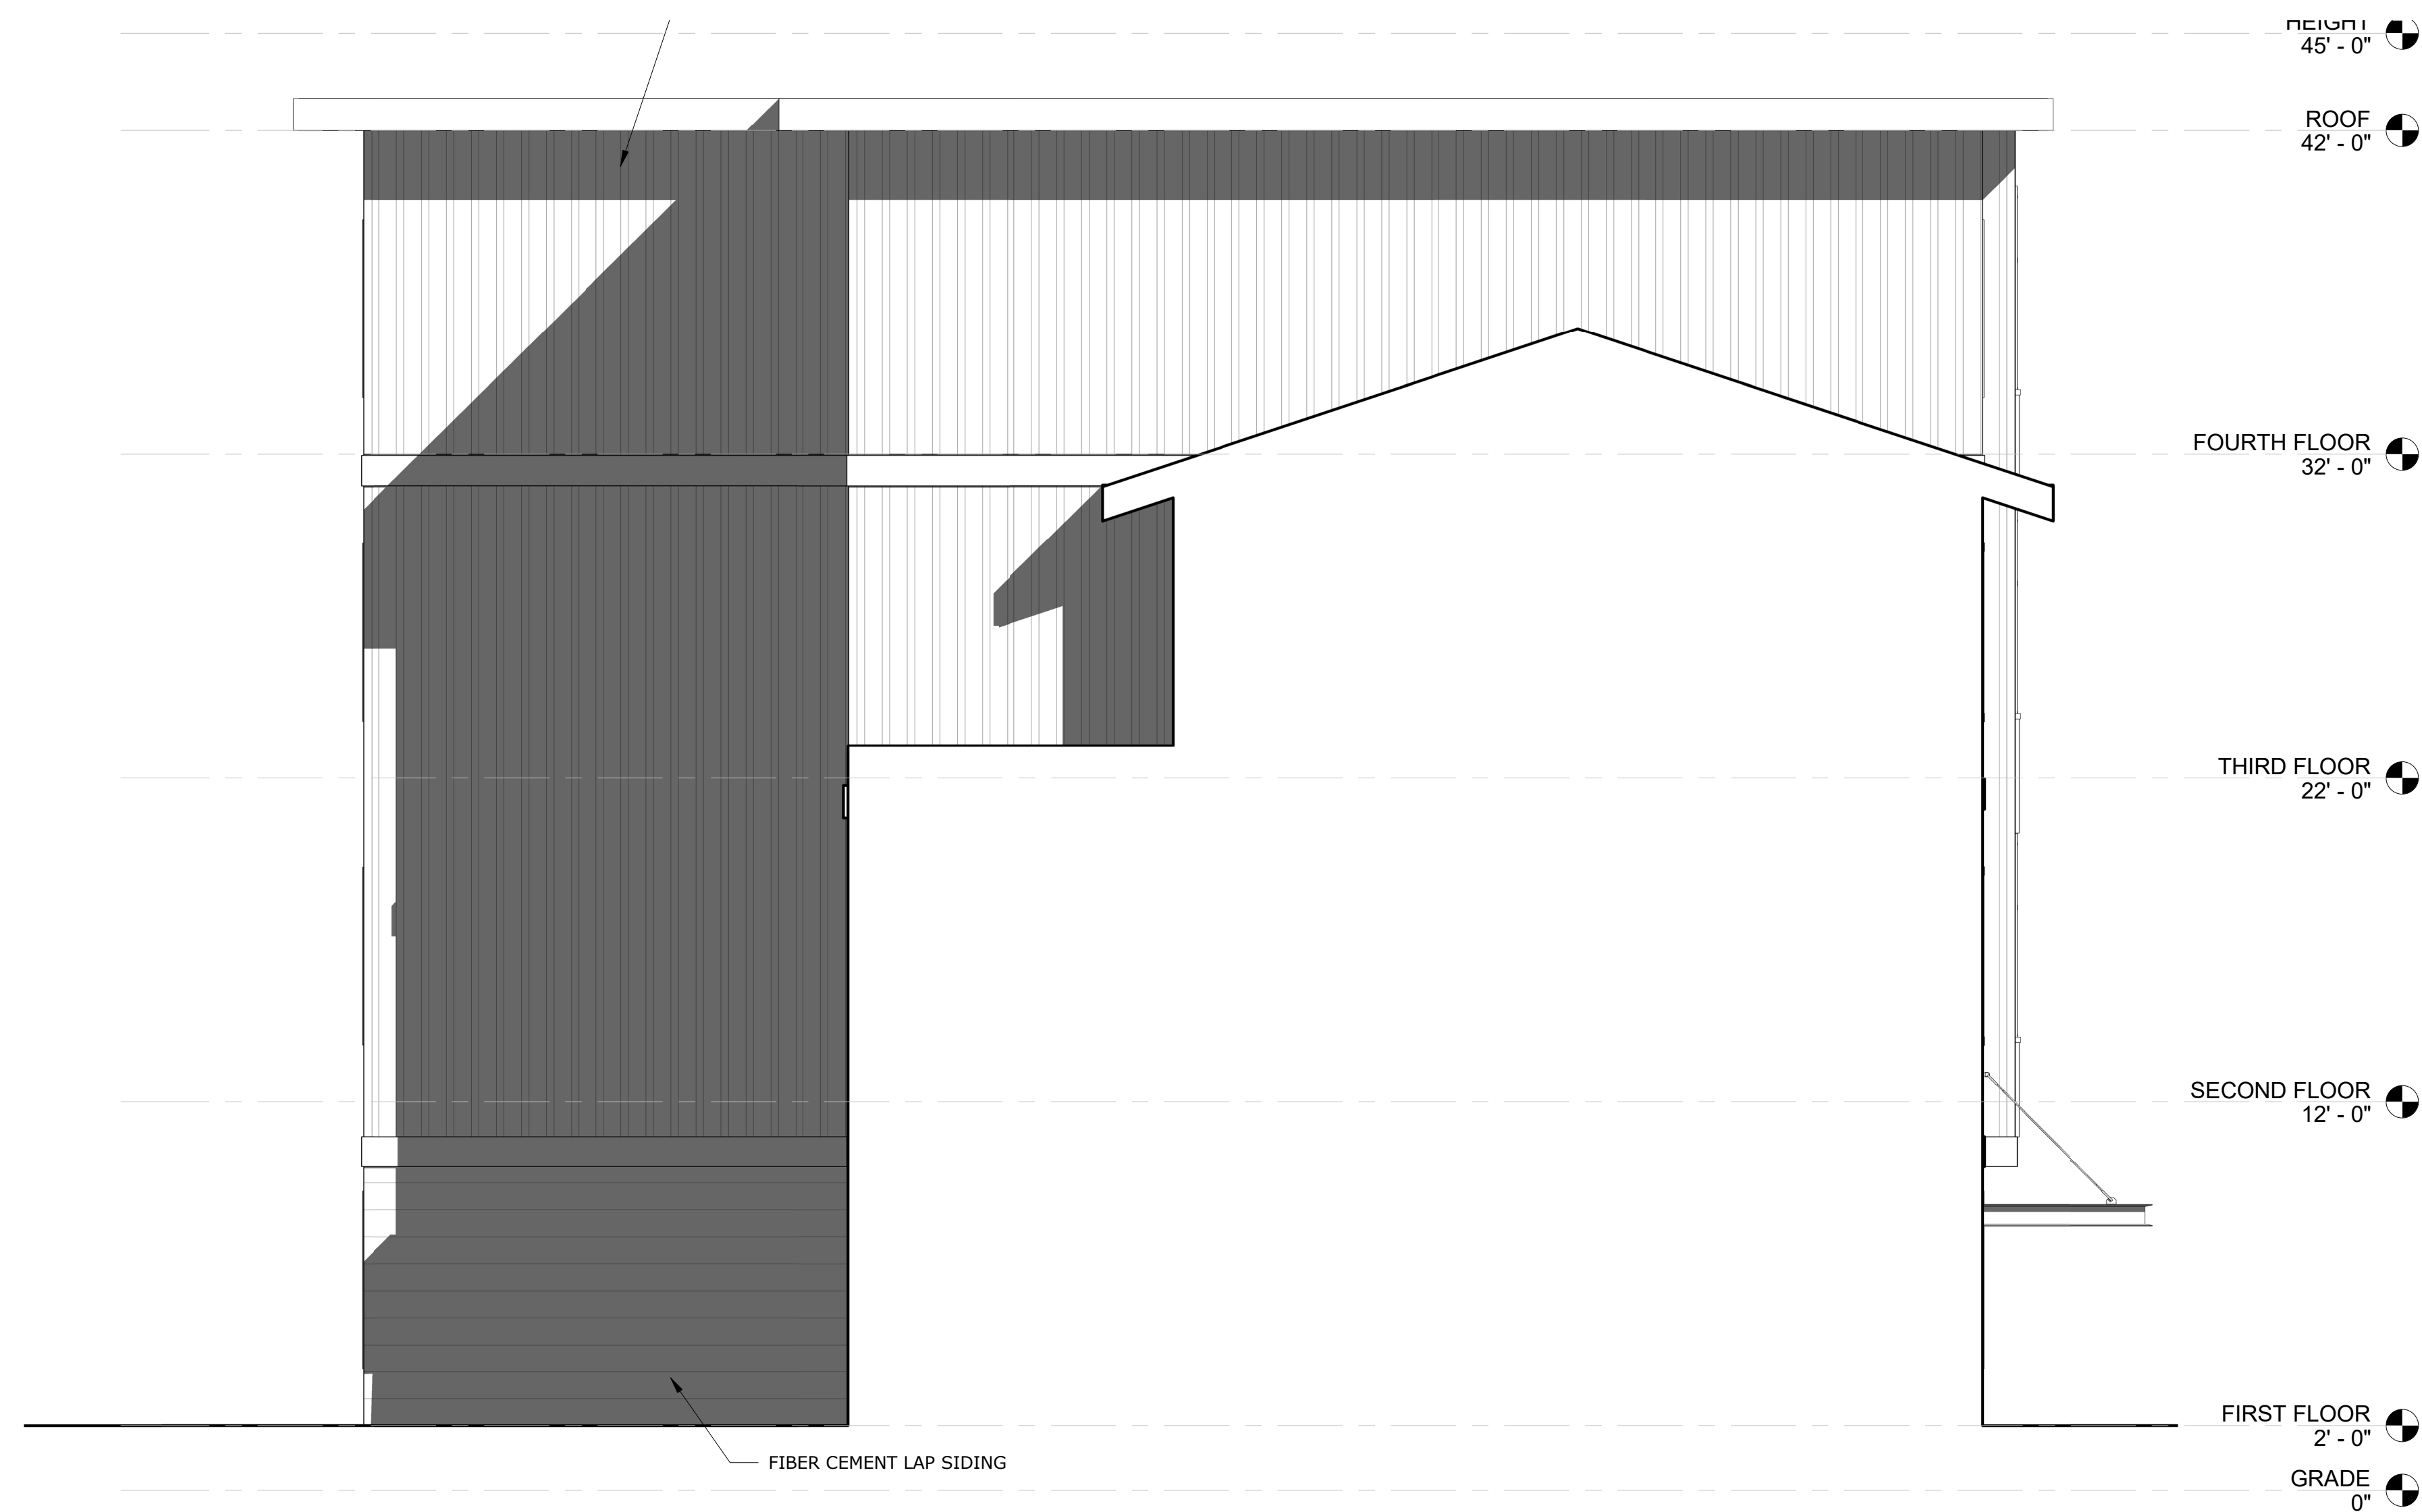 HEIGHT
45' - 0"
ROOF
42' - 0"
FOURTH FLOOR
32' - 0"
THIRD FLOOR
22' - 0"
SECOND FLOOR
12' - 0"
FIRST FLOOR
2' - 0"
FIBER CEMENT LAP SIDING
GRADE
0"